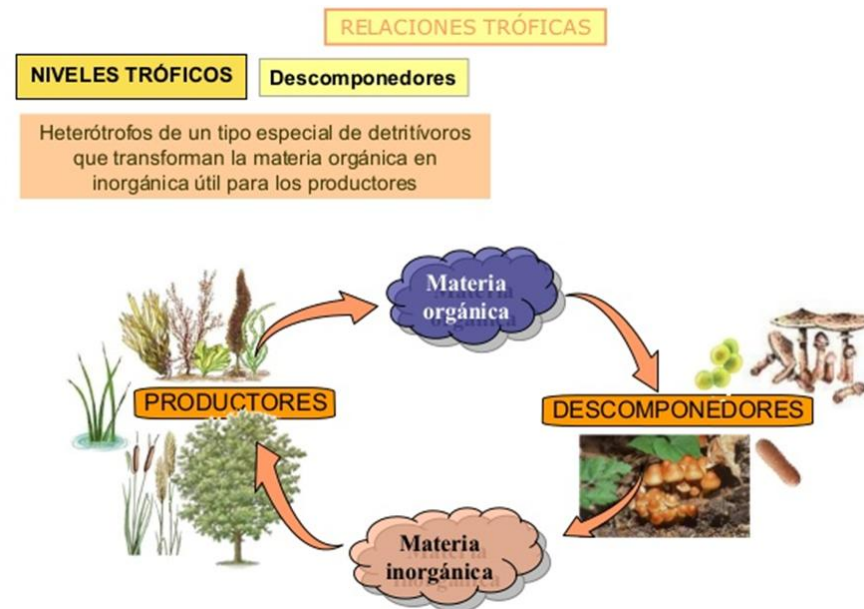 RELACIONES TRÓFICAS
NIVELES TRÓFICOS
Descomponedores
Heterótrofos de un tipo especial de detritívoros
que transforman la materia orgánica en
inorgánica útil para los productores
Materia
orgánica
PRODUCTORES
DESCOMPONEDORES
Materia
inorgánica